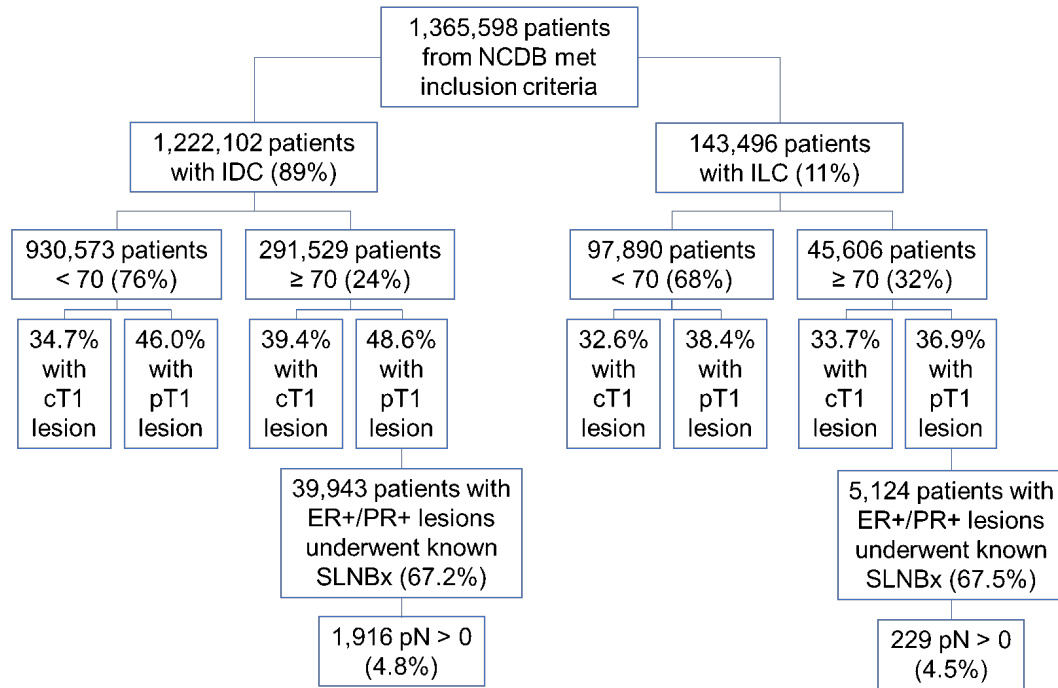 1,365,598 patients
from NCDB met
inclusion criteria
1,222,102 patients
with IDC (89%)
143,496 patients
with ILC (11%)
930,573 patients
< 70 (76%)
291,529 patients
≥ 70 (24%)
97,890 patients
< 70 (68%)
45,606 patients
≥ 70 (32%)
34.7%
with
cT1
lesion
46.0%
with
pT1
lesion
39.4%
with
cT1
lesion
48.6%
with
pT1
lesion
32.6%
with
cT1
lesion
38.4%
with
pT1
lesion
33.7%
with
cT1
lesion
36.9%
with
pT1
lesion
39,943 patients with
ER+/PR+ lesions
underwent known
SLNBx (67.2%)
5,124 patients with
ER+/PR+ lesions
underwent known
SLNBx (67.5%)
1,916 pN > 0
(4.8%)
229 pN > 0
(4.5%)